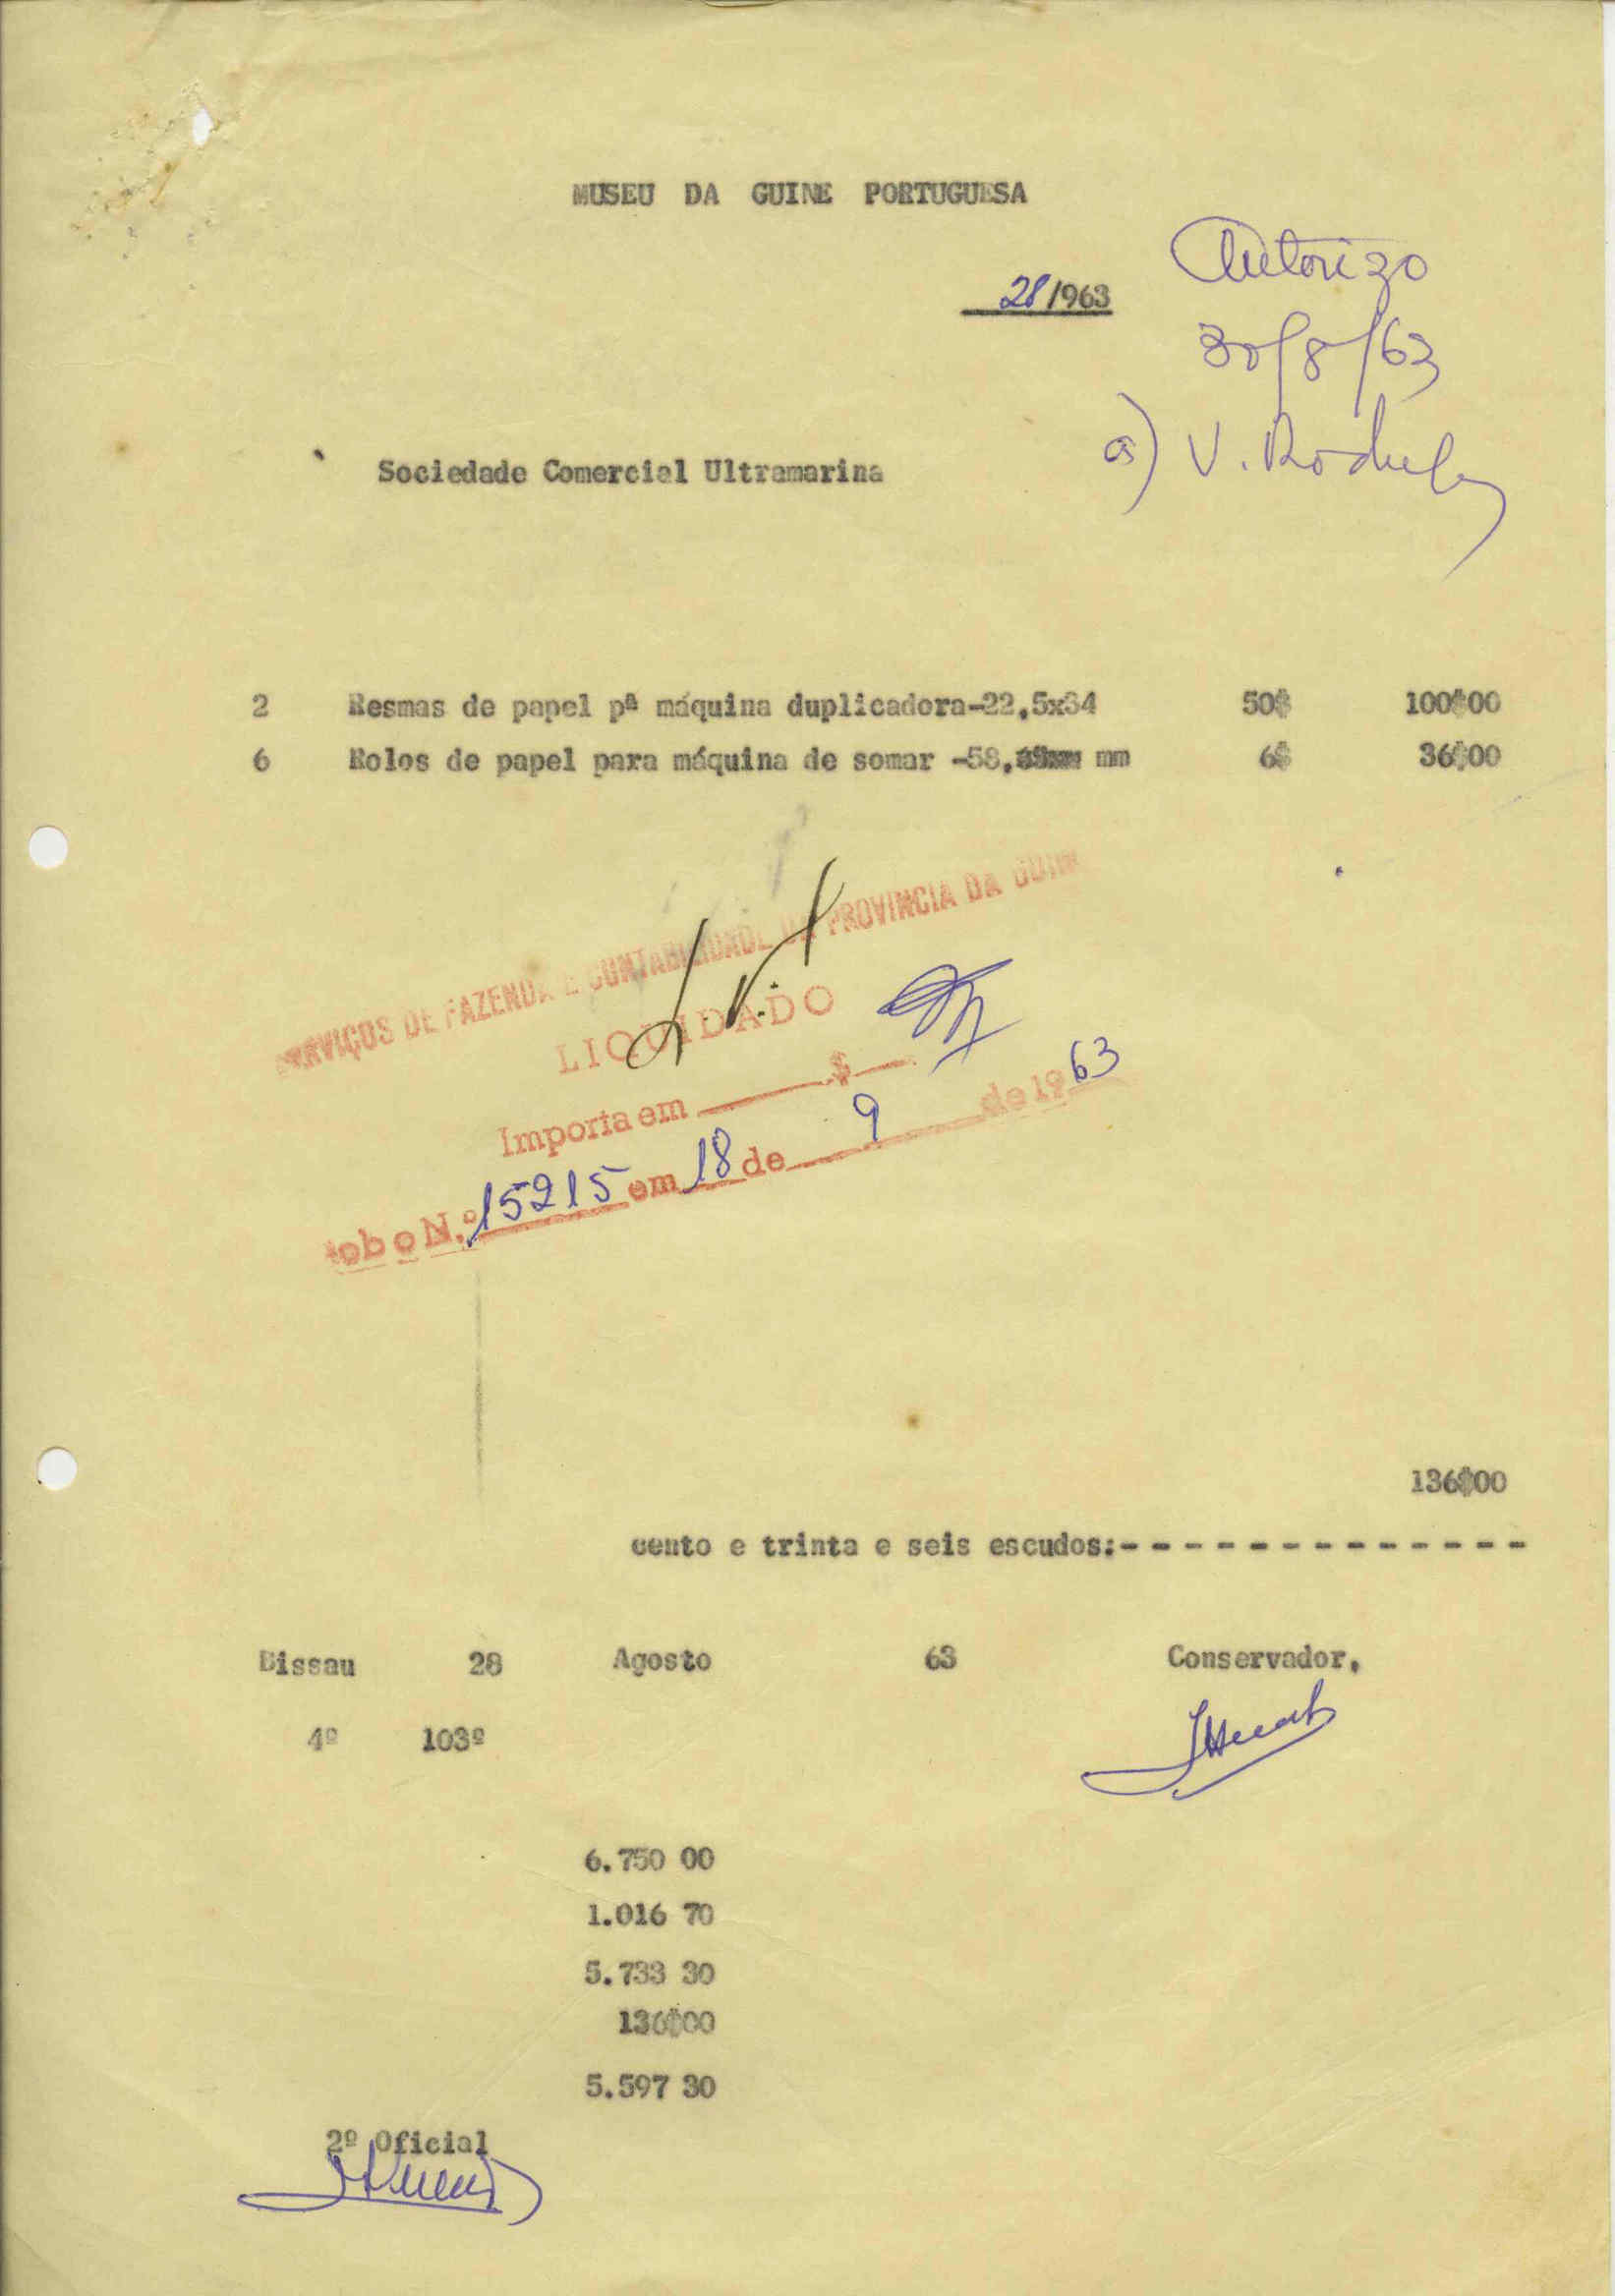 MUSEU DA GUINE PORTUGUESA
Autorizo
28/963
30/8/63
a) V.
Sociedade Comercial Ultramarina
2 Resmas de papel pª máquina duplicadora-22,5x34 50$ 100$00
6 Rolos de papel para máquina de somar -58, mm 6$ 36$00
SERVIÇOS DE FAZENDA E CONTABILIDADE DA PROVINCIA DA GUINE
LIQUIDADO
Importa em $
N.º 15215 em 18 de 9 de 1963
136$00
cento e trinta e seis escudos:- - - - - - - - - - - - -
Bissau 28 Agosto 63 Conservador,
4º 103º
6.750 00
1.016 70
5.733 30
136$00
5.597 30
2º Oficial